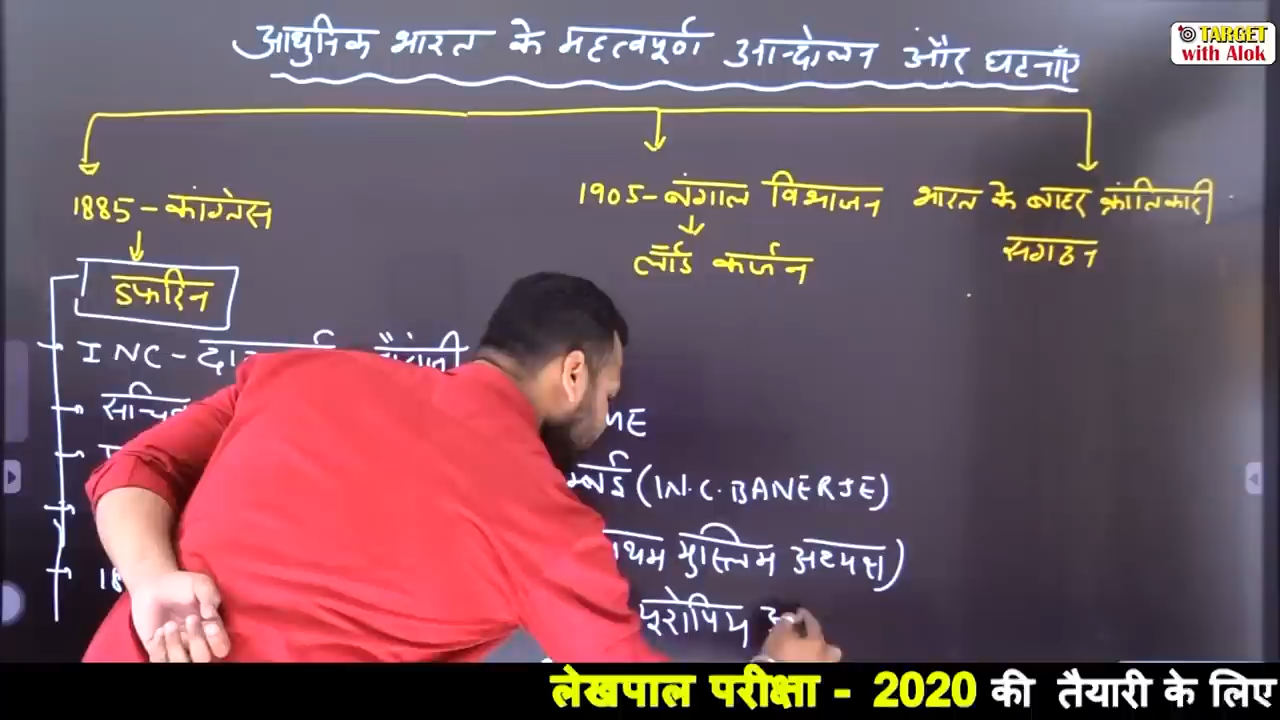 TARGET
with Alok
आधुनिक भारत के महत्वपूर्ण आन्दोलन और घटनाएँ
1885 - कांग्रेस
डफरिन
1905 - बंगाल विभाजन
लॉर्ड कर्जन
भारत के बाहर क्रांतिकारी
सगठन
INC -
ME
(W.C. BANERJE)
मुस्लिम अध्यक्ष)
यूरोपिय
लेखपाल परीक्षा - 2020 की तैयारी के लिए